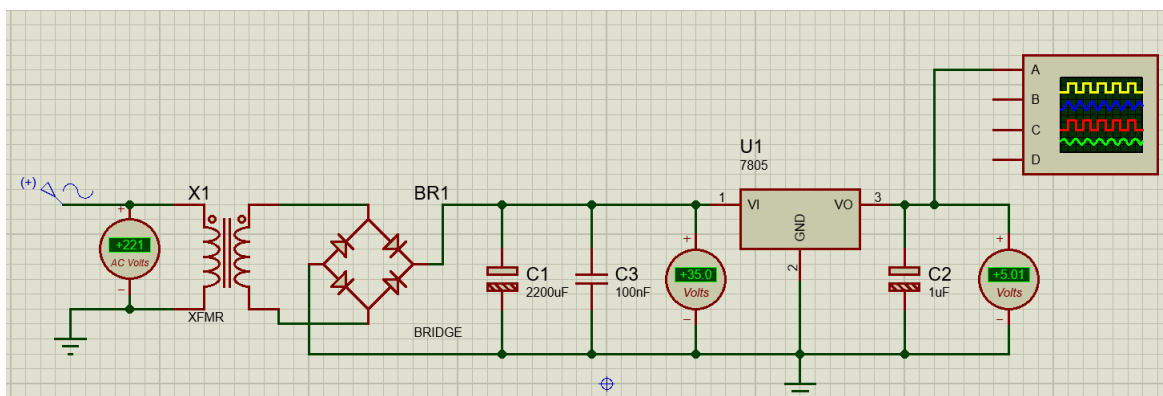 A
B
C
D
U1
7805
(+)
X1
BR1
1
VI
VO
3
GND
2
+
+221
AC Volts
−
XFMR
BRIDGE
C1
2200uF
C3
100nF
+
+35.0
Volts
−
C2
1uF
+
+5.01
Volts
−